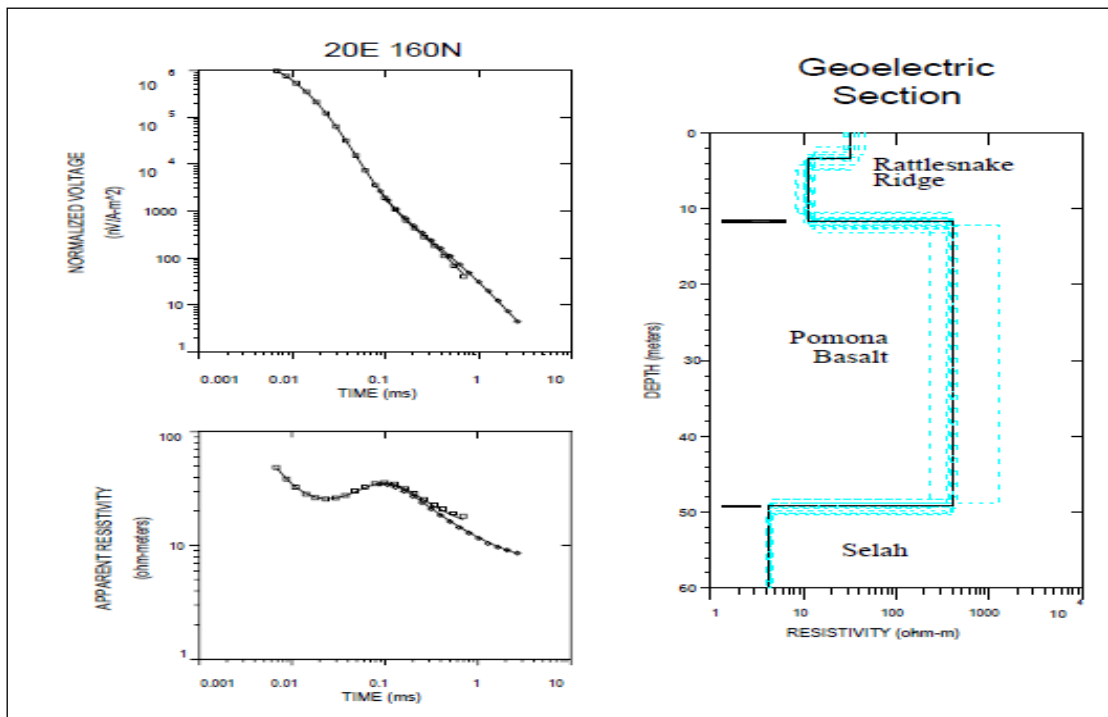 20E 160N
NORMALIZED VOLTAGE
(nV/A-m^2)
10 6
10 5
10 4
1000
100
10
1
0.001 0.01 0.1 1 10
TIME (ms)
APPARENT RESISTIVITY
(ohm-meters)
100
10
1
0.001 0.01 0.1 1 10
TIME (ms)
Geoelectric
Section
DEPTH (meters)
0
10
20
30
40
50
60
Rattlesnake
Ridge
Pomona
Basalt
Selah
1 10 100 1000 10 4
RESISTIVITY (ohm-m)